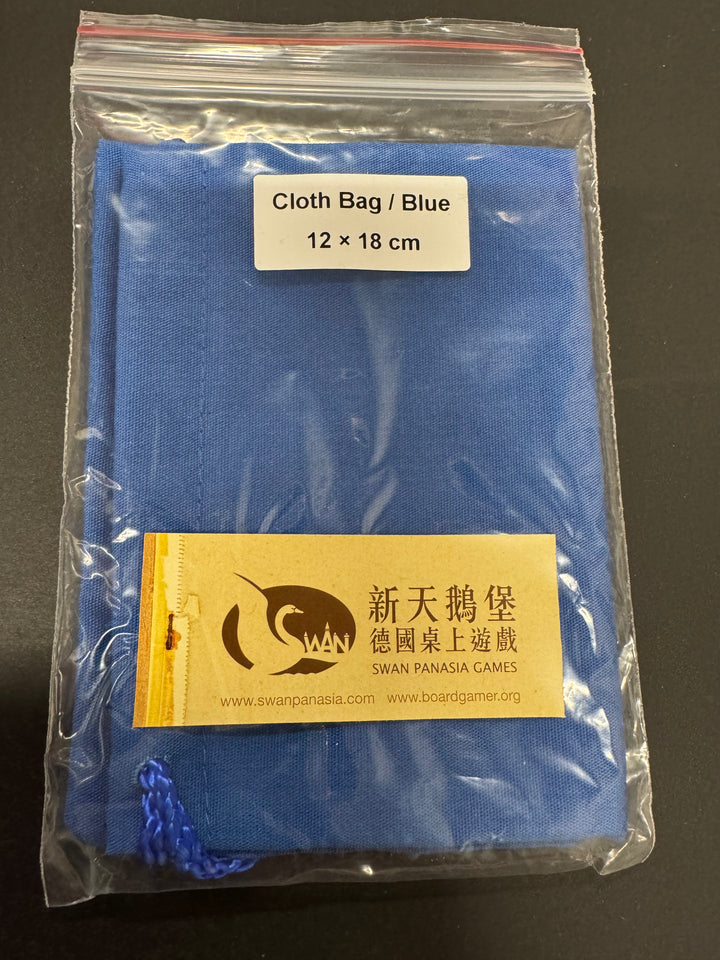 Cloth Bag / Blue
12 × 18 cm
新天鵝堡
SWAN
德國桌上遊戲
SWAN PANASIA GAMES
www.swanpanasia.com www.boardgamer.org